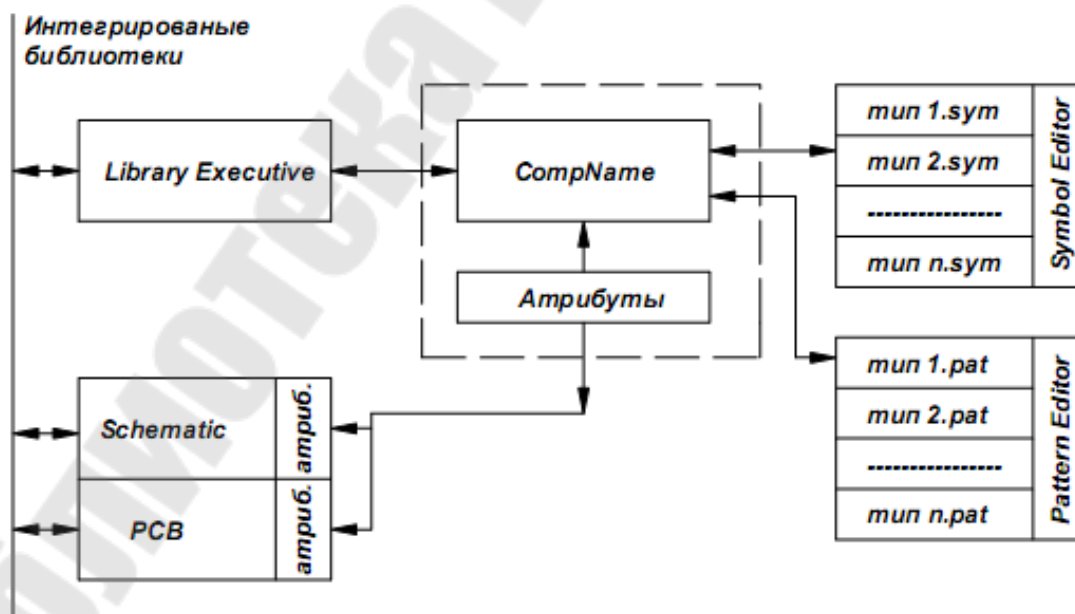 Интегрированые
библиотеки
Library Executive
CompName
Атрибуты
тип 1.sym
тип 2.sym
----------------
тип n.sym
Symbol Editor
Schematic
атриб.
PCB
атриб.
тип 1.pat
тип 2.pat
----------------
тип n.pat
Pattern Editor